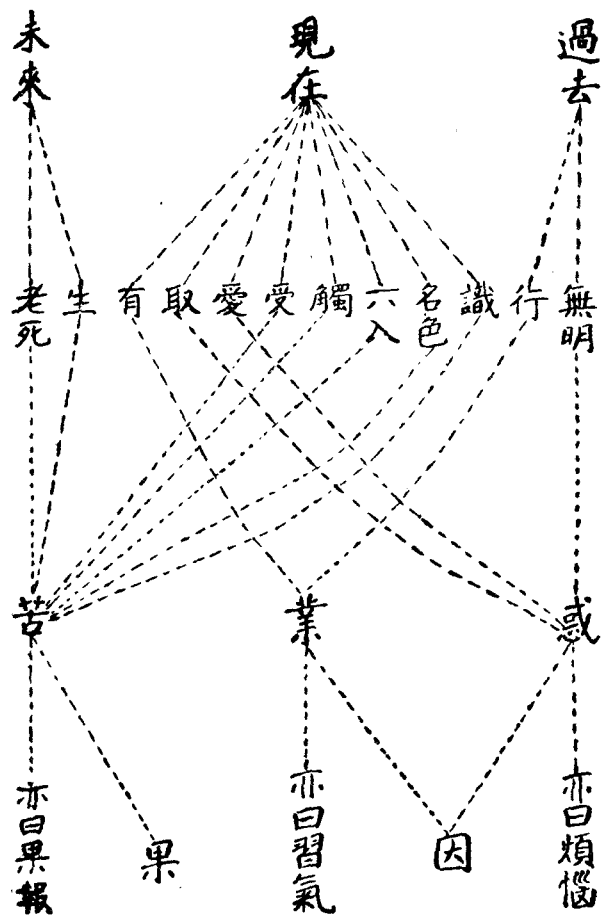 過去
現在
未來
無明
行
識
名色
六入
觸
受
愛
取
有
生
老死
惑
業
苦
亦曰煩惱
因
亦曰習氣
果
亦曰果報